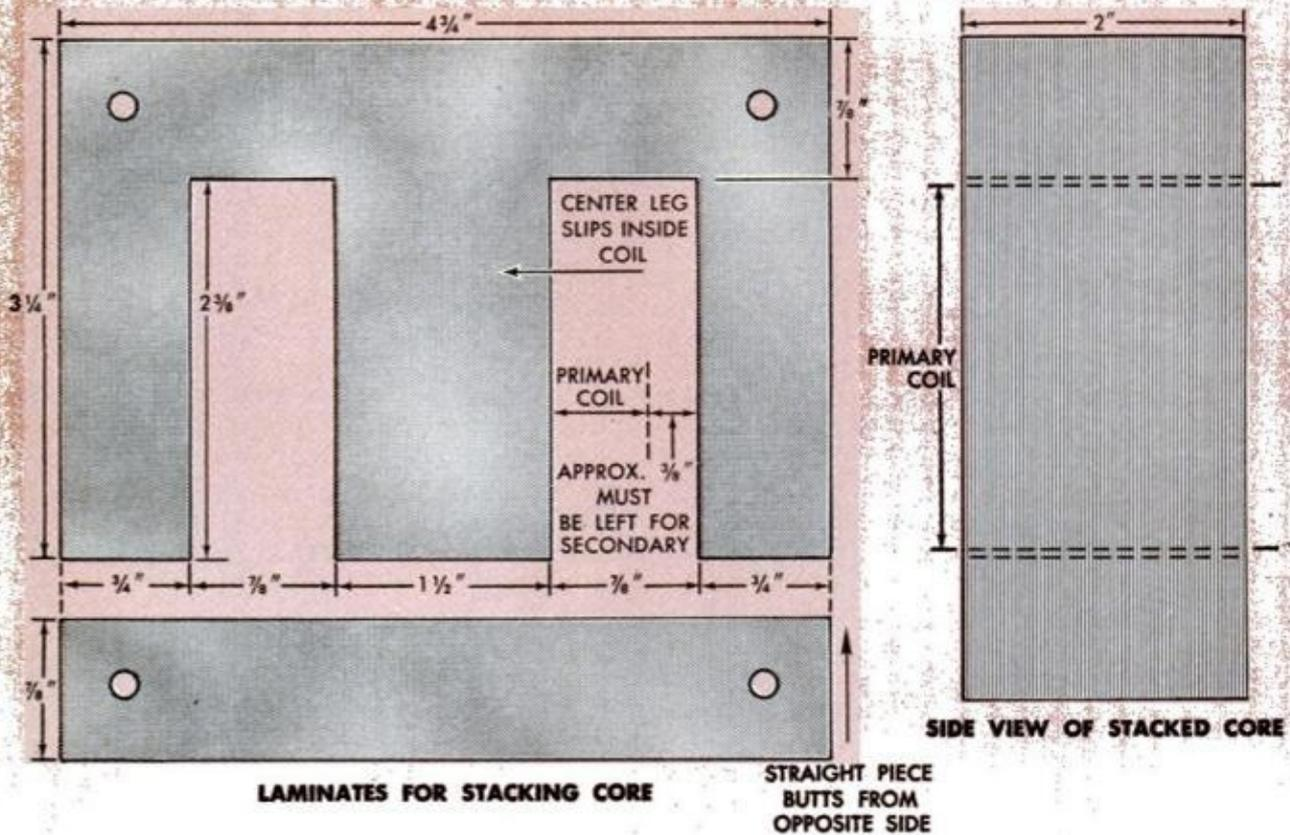 4¾"
2"
⅞"
CENTER LEG
SLIPS INSIDE
COIL
3¼"
2⅜"
PRIMARY
COIL
PRIMARY
COIL
APPROX. ⅜"
MUST
BE LEFT FOR
SECONDARY
¾" ⅞" 1½" ⅞" ¾"
⅞"
SIDE VIEW OF STACKED CORE
LAMINATES FOR STACKING CORE
STRAIGHT PIECE
BUTTS FROM
OPPOSITE SIDE